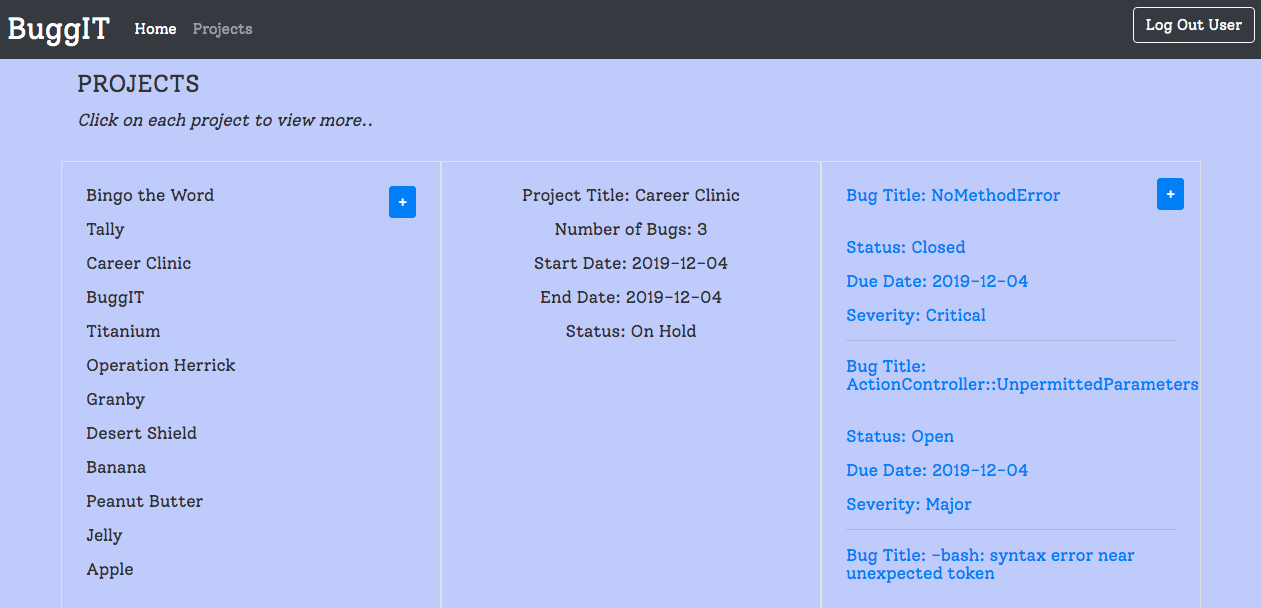 BuggIT
Home
Projects
Log Out User
PROJECTS
Click on each project to view more..
Bingo the Word
+
Tally
Career Clinic
BuggIT
Titanium
Operation Herrick
Granby
Desert Shield
Banana
Peanut Butter
Jelly
Apple
Project Title: Career Clinic
Number of Bugs: 3
Start Date: 2019-12-04
End Date: 2019-12-04
Status: On Hold
Bug Title: NoMethodError
+
Status: Closed
Due Date: 2019-12-04
Severity: Critical
Bug Title:
ActionController::UnpermittedParameters
Status: Open
Due Date: 2019-12-04
Severity: Major
Bug Title: -bash: syntax error near
unexpected token